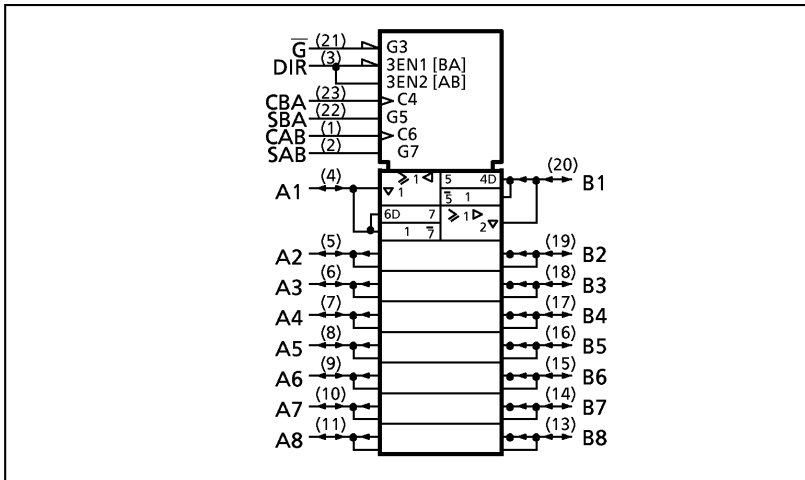 G̅ (21) G3
DIR (3) 3EN1 [BA]
3EN2 [AB]
CBA (23) C4
SBA (22) G5
CAB (1) C6
SAB (2) G7
A1 (4) ≥1 ◁ 5 4D (20) B1
▽ 1 5̅ 1
6D 7 ≥1 ▷
1 7̅ 2 ▽
A2 (5) (19) B2
A3 (6) (18) B3
A4 (7) (17) B4
A5 (8) (16) B5
A6 (9) (15) B6
A7 (10) (14) B7
A8 (11) (13) B8